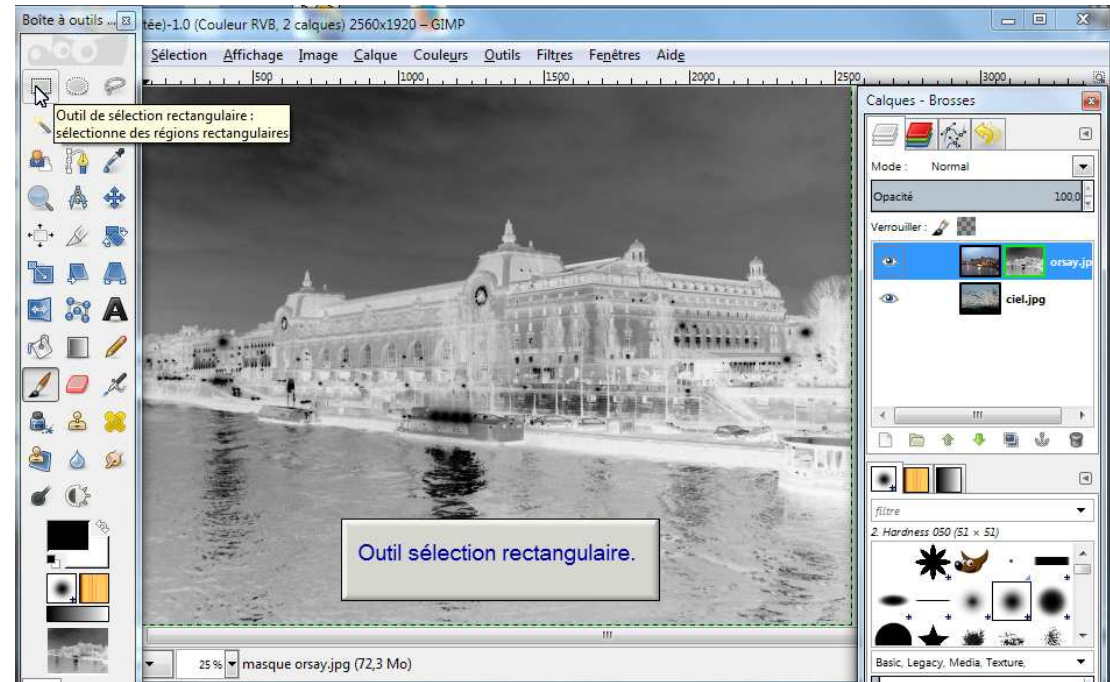 Boîte à outils ...
tée)-1.0 (Couleur RVB, 2 calques) 2560x1920 – GIMP
Sélection Affichage Image Calque Couleurs Outils Filtres Fenêtres Aide
500 1000 1500 2000 2500 3000
Outil de sélection rectangulaire :
sélectionne des régions rectangulaires
Calques - Brosses
Mode : Normal
Opacité 100,0
Verrouiller :
orsay.jp
ciel.jpg
filtre
2. Hardness 050 (51 × 51)
Basic, Legacy, Media, Texture,
Outil sélection rectangulaire.
25 % masque orsay.jpg (72,3 Mo)